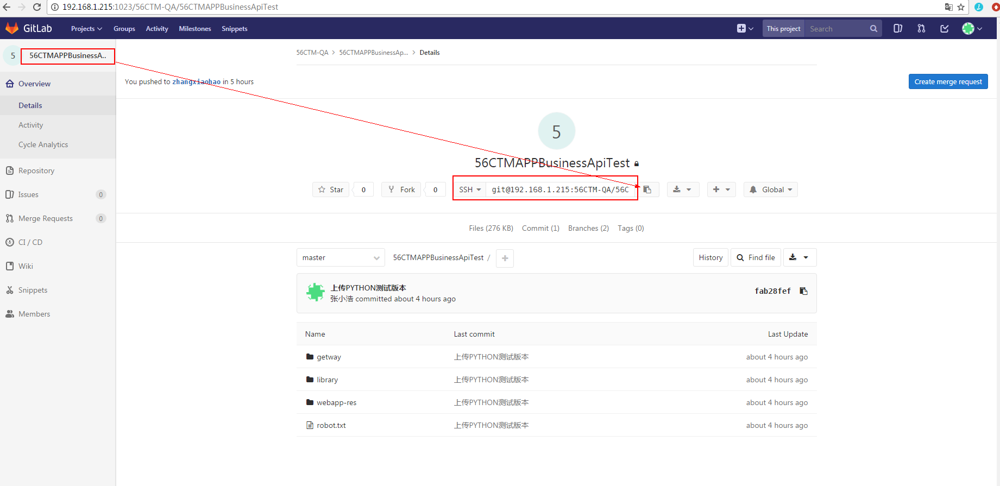 192.168.1.215:1023/56CTM-QA/56CTMAPPBusinessApiTest
GitLab Projects Groups Activity Milestones Snippets This project Search
5 56CTMAPPBusinessA..
Overview
Details
Activity
Cycle Analytics
Repository
Issues 0
Merge Requests 0
CI / CD
Wiki
Snippets
Members
56CTM-QA > 56CTMAPPBusinessAp... > Details
You pushed to zhangxiaohao in 5 hours
Create merge request
5
56CTMAPPBusinessApiTest
Star 0 Fork 0 SSH git@192.168.1.215:56CTM-QA/56C Global
Files (276 KB) Commit (1) Branches (2) Tags (0)
master 56CTMAPPBusinessApiTest / + History Find file
上传PYTHON测试版本
张小浩 committed about 4 hours ago
fab28fef
Name Last commit Last Update
getway 上传PYTHON测试版本 about 4 hours ago
library 上传PYTHON测试版本 about 4 hours ago
webapp-res 上传PYTHON测试版本 about 4 hours ago
robot.txt 上传PYTHON测试版本 about 4 hours ago